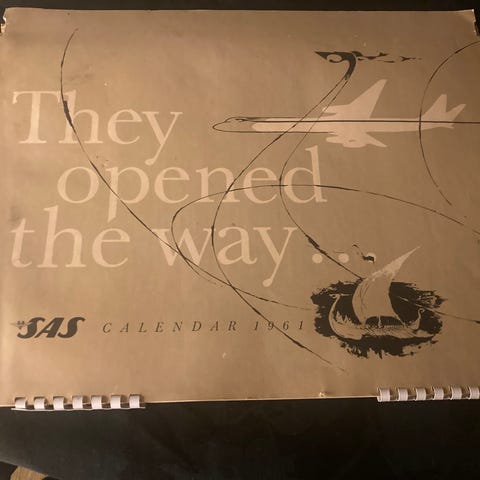 They
opened
the way...
SAS CALENDAR 1961